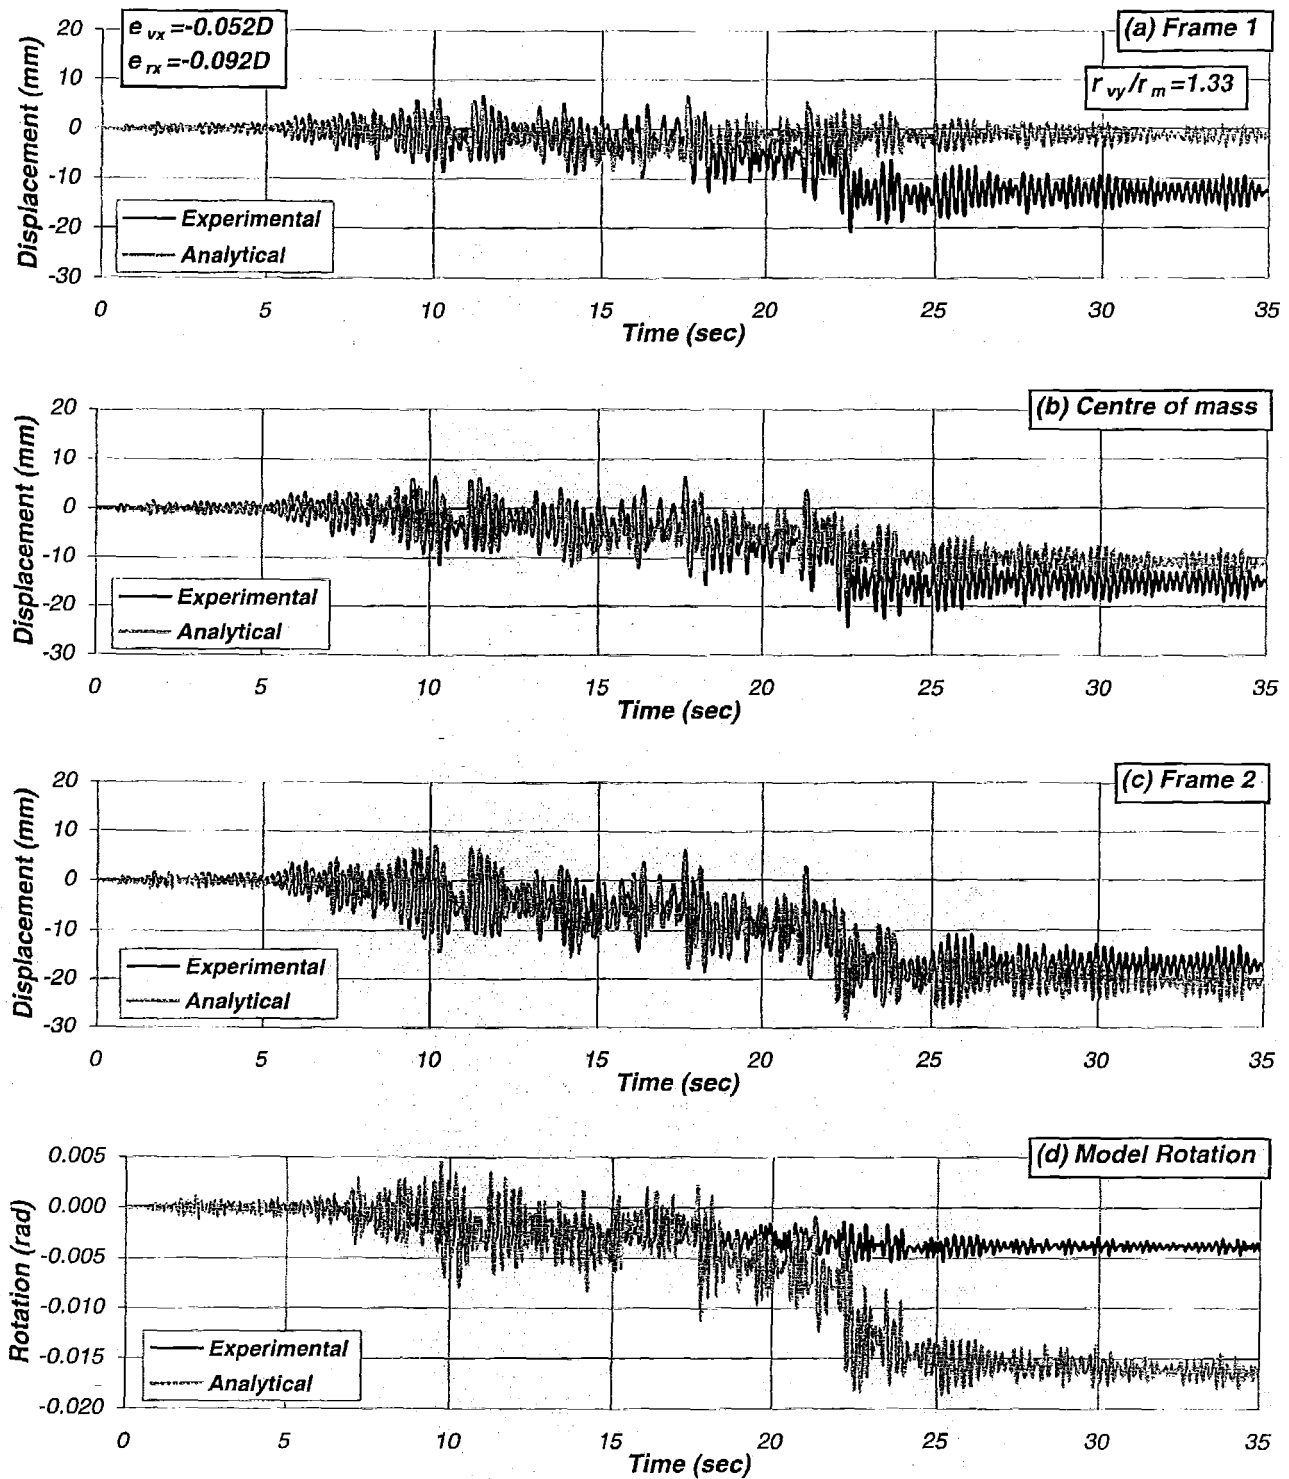 20
10
0
-10
-20
-30
Displacement (mm)
e vx =-0.052D
e rx =-0.092D
(a) Frame 1
r vy /r m =1.33
Experimental
Analytical
0 5 10 15 20 25 30 35
Time (sec)
20
10
0
-10
-20
-30
Displacement (mm)
(b) Centre of mass
Experimental
Analytical
0 5 10 15 20 25 30 35
Time (sec)
20
10
0
-10
-20
-30
Displacement (mm)
(c) Frame 2
Experimental
Analytical
0 5 10 15 20 25 30 35
Time (sec)
0.005
0.000
-0.005
-0.010
-0.015
-0.020
Rotation (rad)
(d) Model Rotation
Experimental
Analytical
0 5 10 15 20 25 30 35
Time (sec)